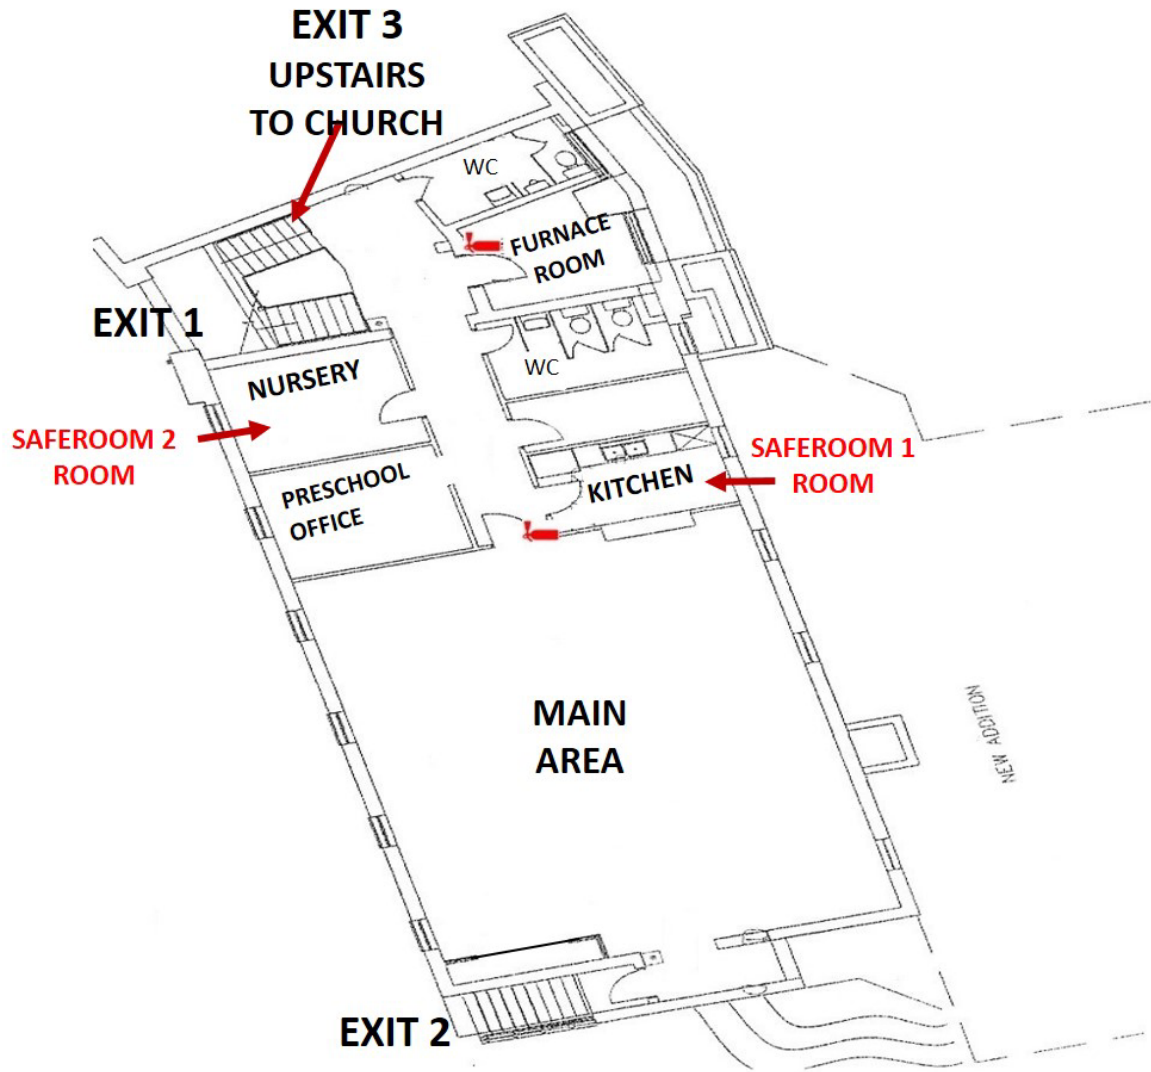 EXIT 3
UPSTAIRS
TO CHURCH
WC
FURNACE
ROOM
EXIT 1
WC
NURSERY
SAFEROOM 2
ROOM
SAFEROOM 1
ROOM
KITCHEN
PRESCHOOL
OFFICE
MAIN
AREA
NEW ADDITION
EXIT 2